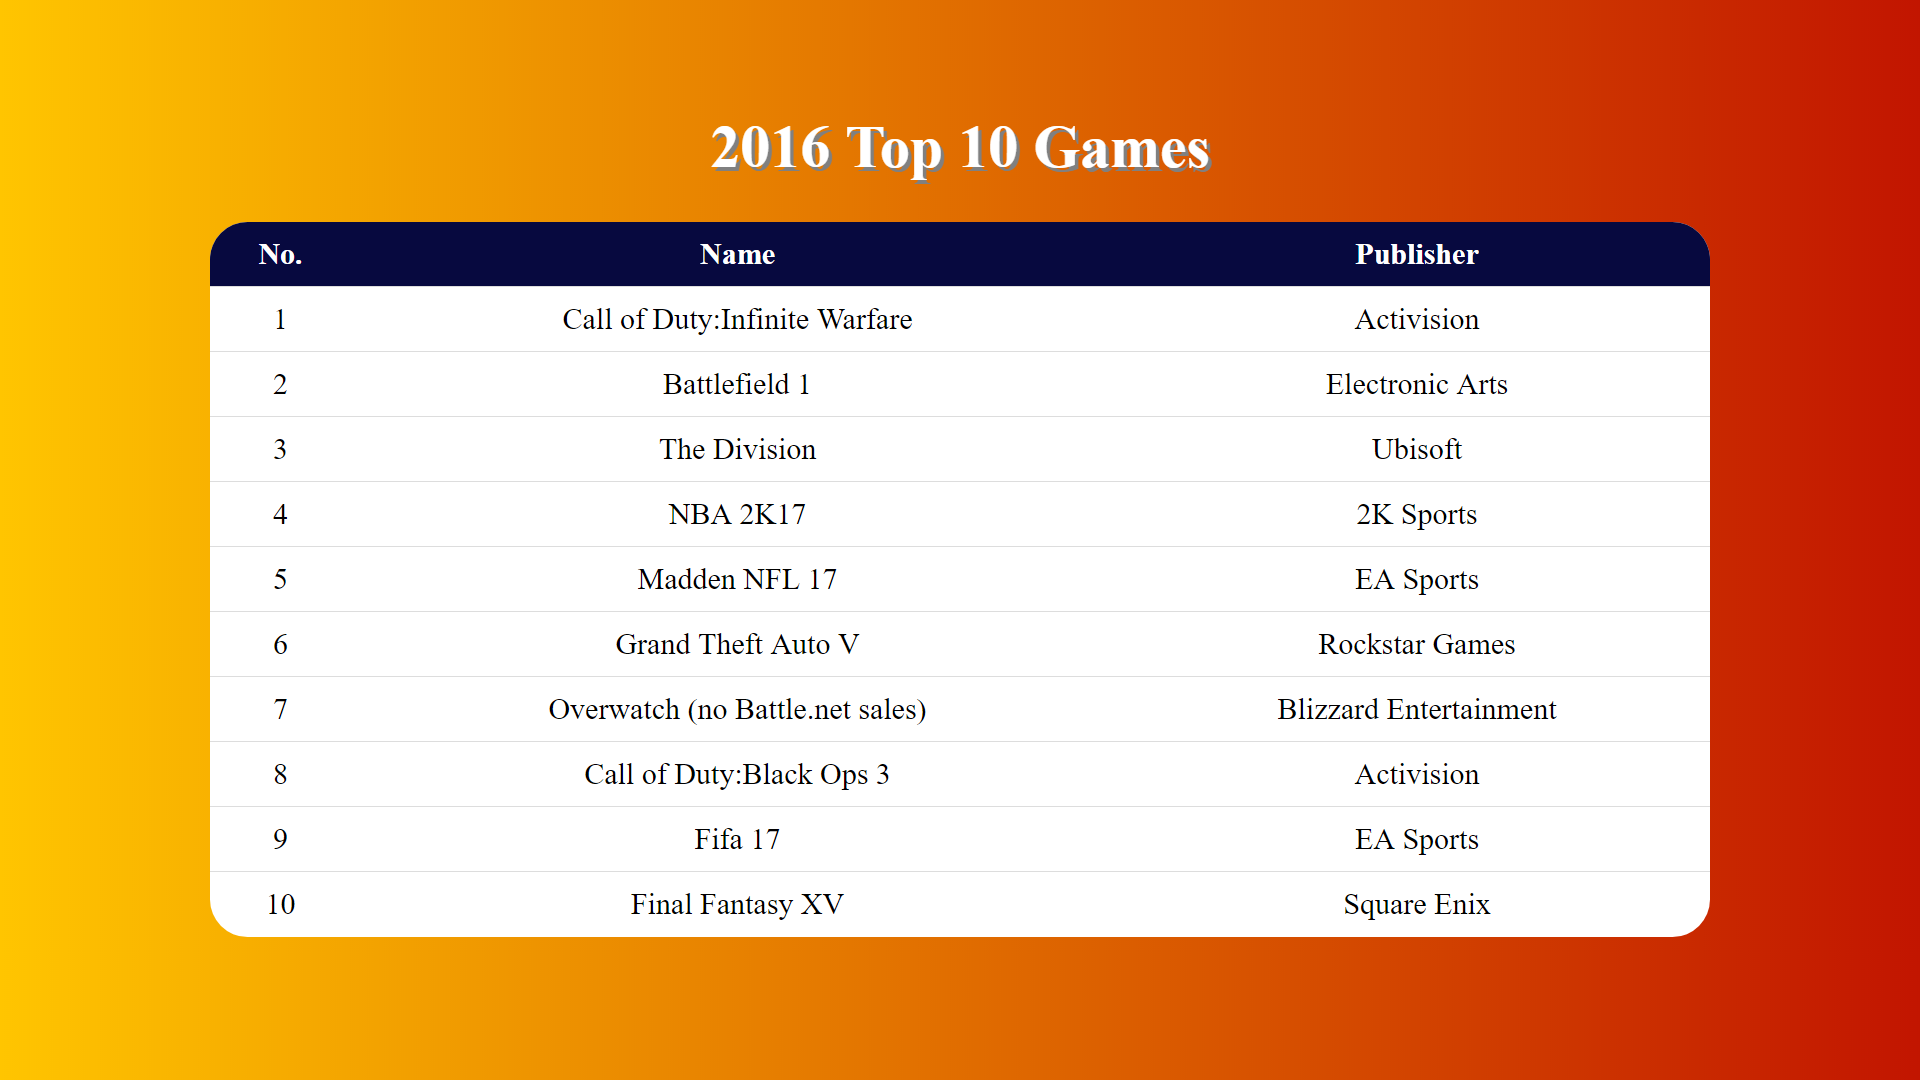 2016 Top 10 Games
No. Name Publisher
1 Call of Duty:Infinite Warfare Activision
2 Battlefield 1 Electronic Arts
3 The Division Ubisoft
4 NBA 2K17 2K Sports
5 Madden NFL 17 EA Sports
6 Grand Theft Auto V Rockstar Games
7 Overwatch (no Battle.net sales) Blizzard Entertainment
8 Call of Duty:Black Ops 3 Activision
9 Fifa 17 EA Sports
10 Final Fantasy XV Square Enix